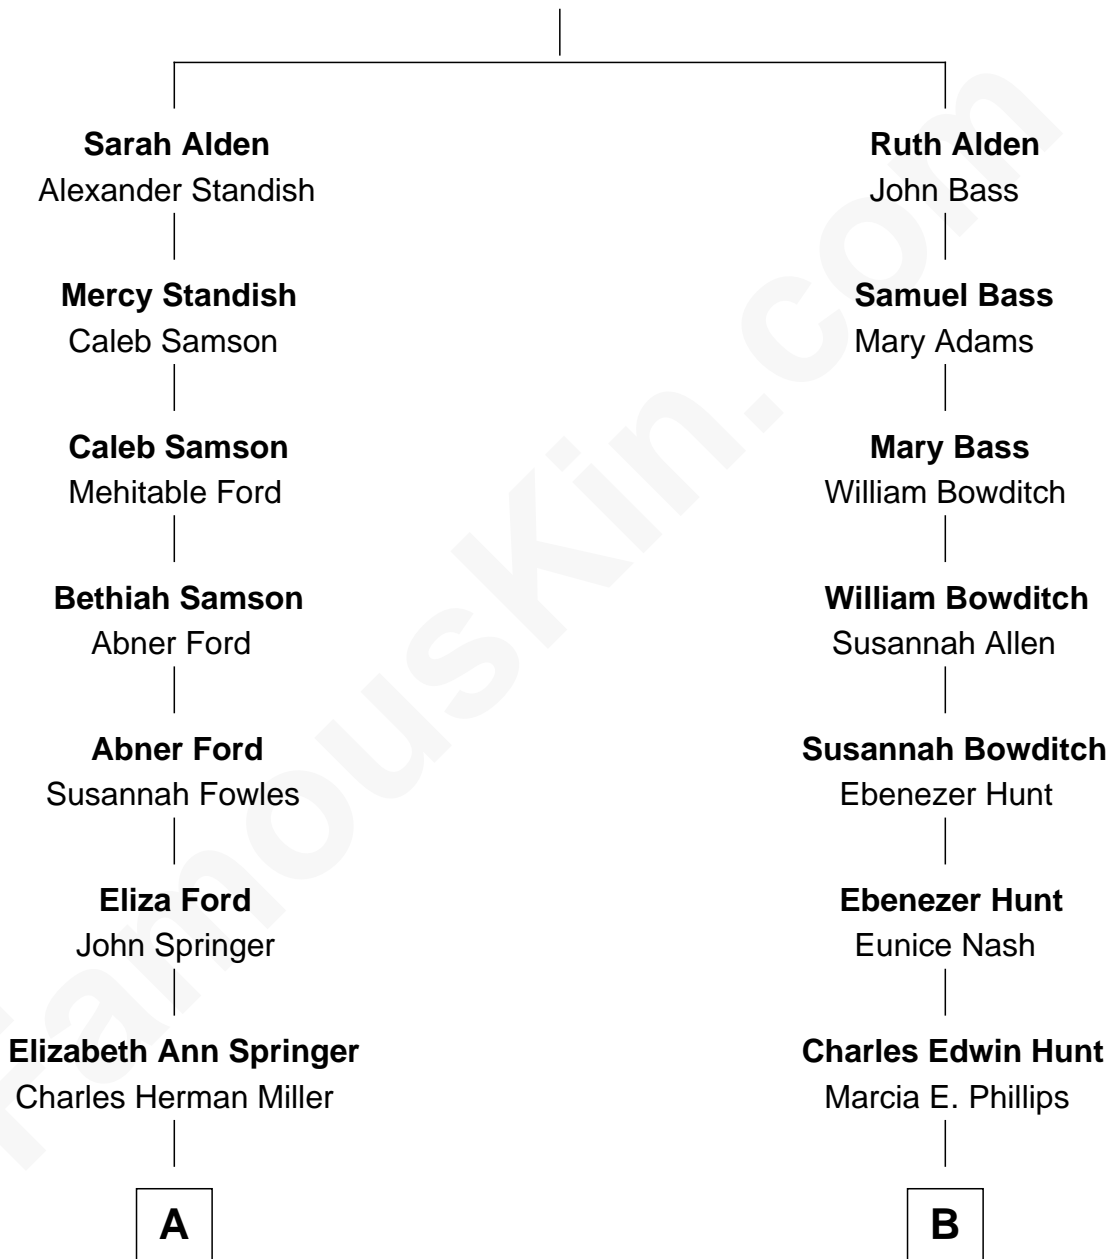 Sarah Alden
Alexander Standish
Mercy Standish
Caleb Samson
Caleb Samson
Mehitable Ford
Bethiah Samson
Abner Ford
Abner Ford
Susannah Fowles
Eliza Ford
John Springer
Elizabeth Ann Springer
Charles Herman Miller
A
Ruth Alden
John Bass
Samuel Bass
Mary Adams
Mary Bass
William Bowditch
William Bowditch
Susannah Allen
Susannah Bowditch
Ebenezer Hunt
Ebenezer Hunt
Eunice Nash
Charles Edwin Hunt
Marcia E. Phillips
B
FamousKin.com